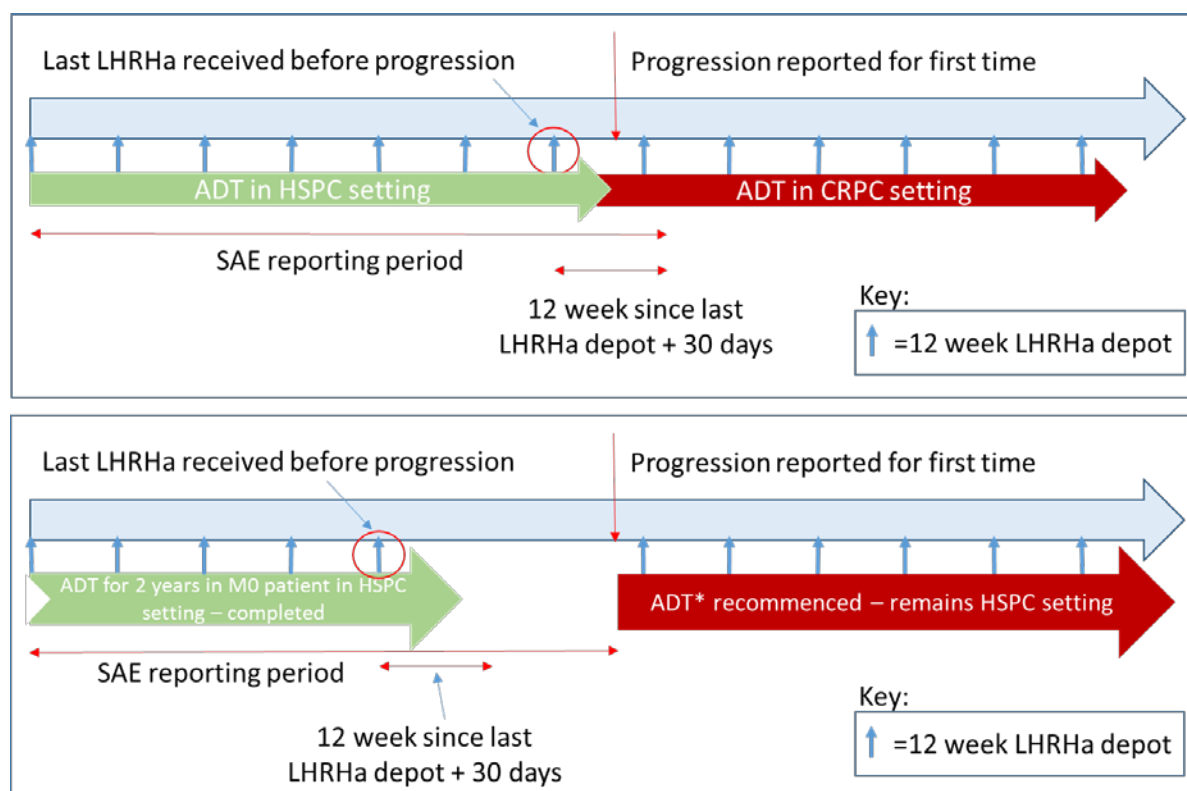 Last LHRHa received before progression
Progression reported for first time
ADT in HSPC setting
ADT in CRPC setting
SAE reporting period
12 week since last
LHRHa depot + 30 days
Key:
=12 week LHRHa depot
Last LHRHa received before progression
Progression reported for first time
ADT for 2 years in M0 patient in HSPC
setting – completed
ADT* recommenced – remains HSPC setting
SAE reporting period
12 week since last
LHRHa depot + 30 days
Key:
=12 week LHRHa depot